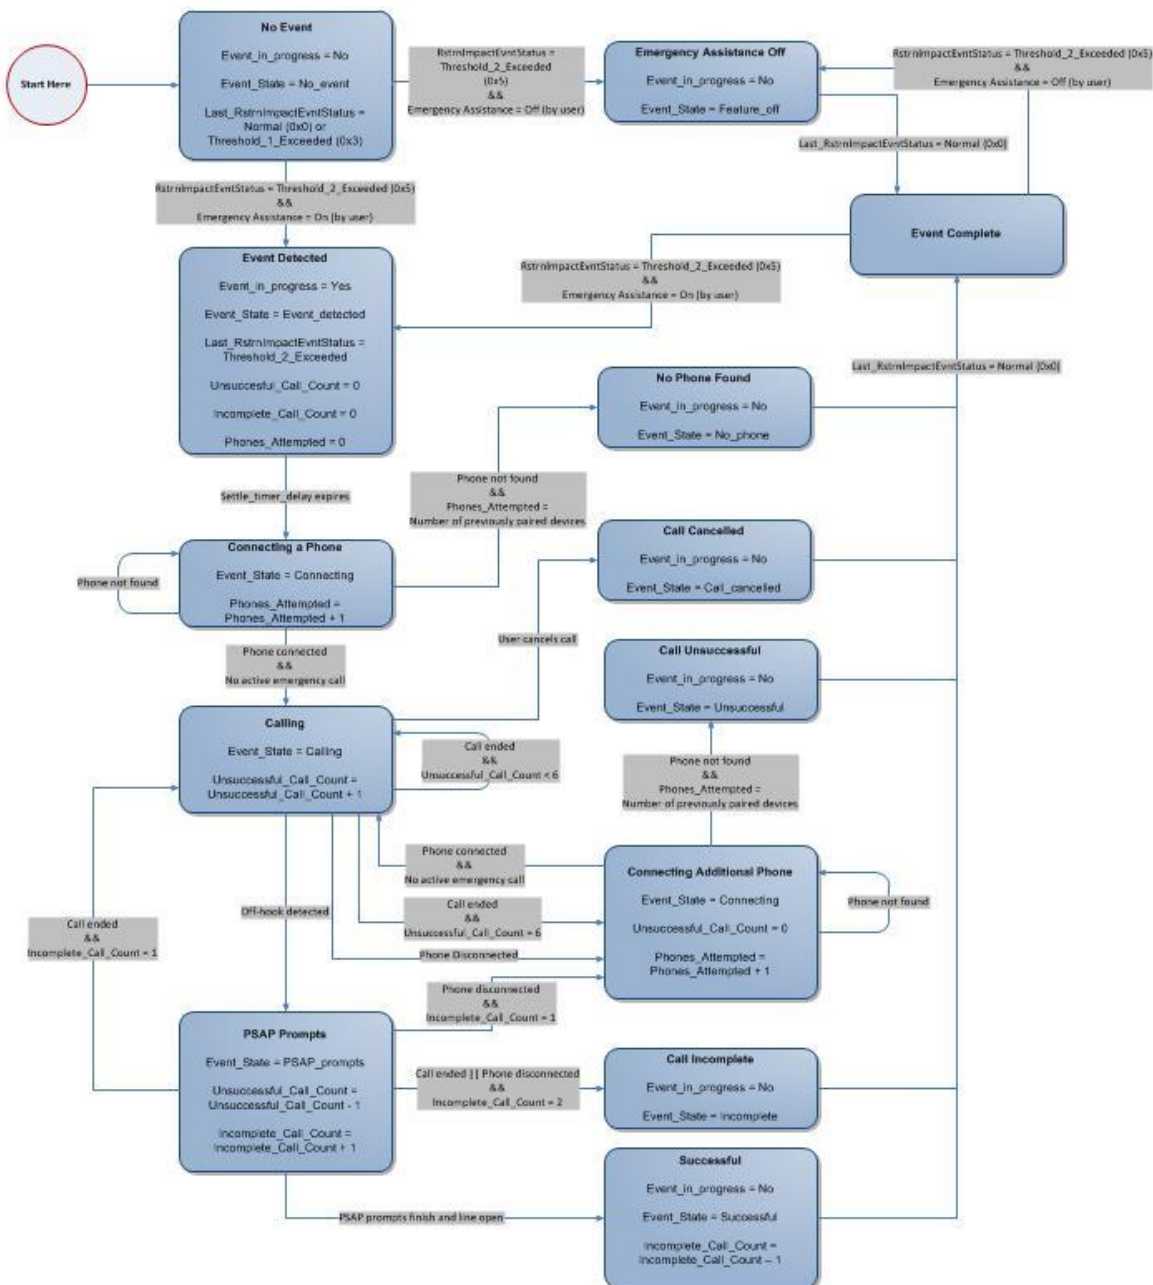 Start Here
No Event
Event_in_progress = No
Event_State = No_event
Last_RstrnImpactEvntStatus =
Normal (0x0) or
Threshold_1_Exceeded (0x3)
RstrnImpactEvntStatus =
Threshold_2_Exceeded
(0x5)
&&
Emergency Assistance = Off (by user)
Emergency Assistance Off
Event_in_progress = No
Event_State = Feature_off
RstrnImpactEvntStatus = Threshold_2_Exceeded (0x5)
&&
Emergency Assistance = Off (by user)
Last_RstrnImpactEvntStatus = Normal (0x0)
RstrnImpactEvntStatus = Threshold_2_Exceeded (0x5)
&&
Emergency Assistance = On (by user)
Event Complete
Event Detected
Event_in_progress = Yes
Event_State = Event_detected
Last_RstrnImpactEvntStatus =
Threshold_2_Exceeded
Unsuccesful_Call_Count = 0
Incomplete_Call_Count = 0
Phones_Attempted = 0
RstrnImpactEvntStatus = Threshold_2_Exceeded (0x5)
&&
Emergency Assistance = On (by user)
Last_RstrnImpactEvntStatus = Normal (0x0)
No Phone Found
Event_in_progress = No
Event_State = No_phone
Settle_timer_delay expires
Phone not found
&&
Phones_Attempted =
Number of previously paired devices
Connecting a Phone
Event_State = Connecting
Phones_Attempted =
Phones_Attempted + 1
Phone not found
Call Cancelled
Event_in_progress = No
Event_State = Call_cancelled
Phone connected
&&
No active emergency call
User cancels call
Call Unsuccessful
Event_in_progress = No
Event_State = Unsuccessful
Calling
Event_State = Calling
Unsuccessful_Call_Count =
Unsuccessful_Call_Count + 1
Call ended
&&
Unsuccessful_Call_Count < 6
Phone not found
&&
Phones_Attempted =
Number of previously paired devices
Phone connected
&&
No active emergency call
Connecting Additional Phone
Event_State = Connecting
Unsuccessful_Call_Count = 0
Phones_Attempted =
Phones_Attempted + 1
Phone not found
Call ended
&&
Incomplete_Call_Count = 1
Off-hook detected
Call ended
&&
Unsuccessful_Call_Count = 6
Phone Disconnected
Phone disconnected
&&
Incomplete_Call_Count = 1
PSAP Prompts
Event_State = PSAP_prompts
Unsuccessful_Call_Count =
Unsuccessful_Call_Count - 1
Incomplete_Call_Count =
Incomplete_Call_Count + 1
Call ended || Phone disconnected
&&
Incomplete_Call_Count = 2
Call Incomplete
Event_in_progress = No
Event_State = Incomplete
PSAP prompts finish and line open
Successful
Event_in_progress = No
Event_State = Successful
Incomplete_Call_Count =
Incomplete_Call_Count – 1